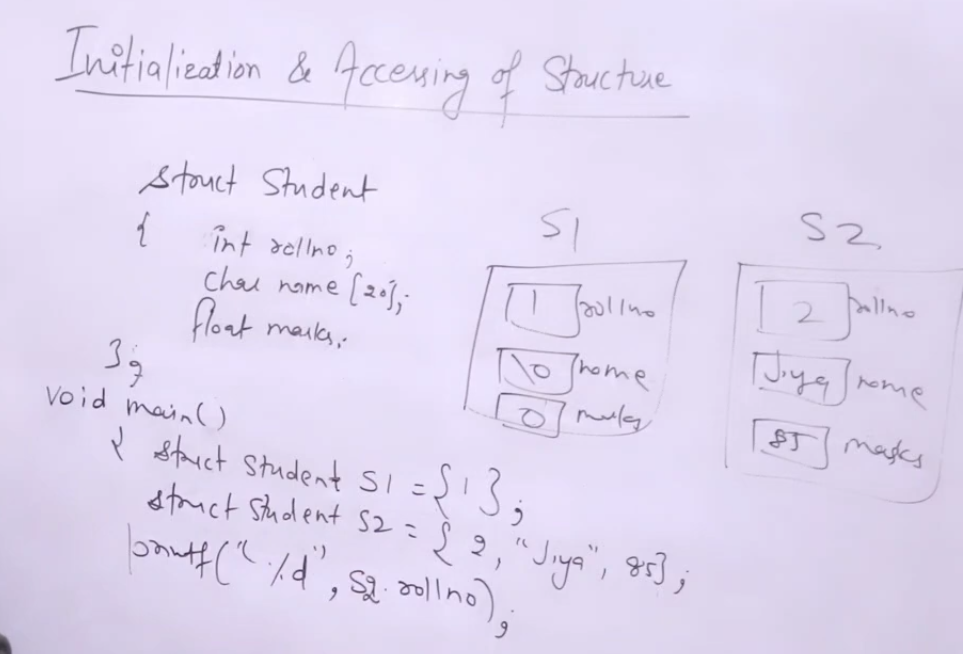 Initialization & Accessing of Structure
struct Student
{ int rollno;
char name [20];
float marks;
};
void main()
{ struct Student S1 = {1};
struct Student S2 = { 2, "Jiya", 85};
printf("%d", S2.rollno);
S1
1 rollno
\0 name
0 marks
S2
2 rollno
Jiya name
85 marks